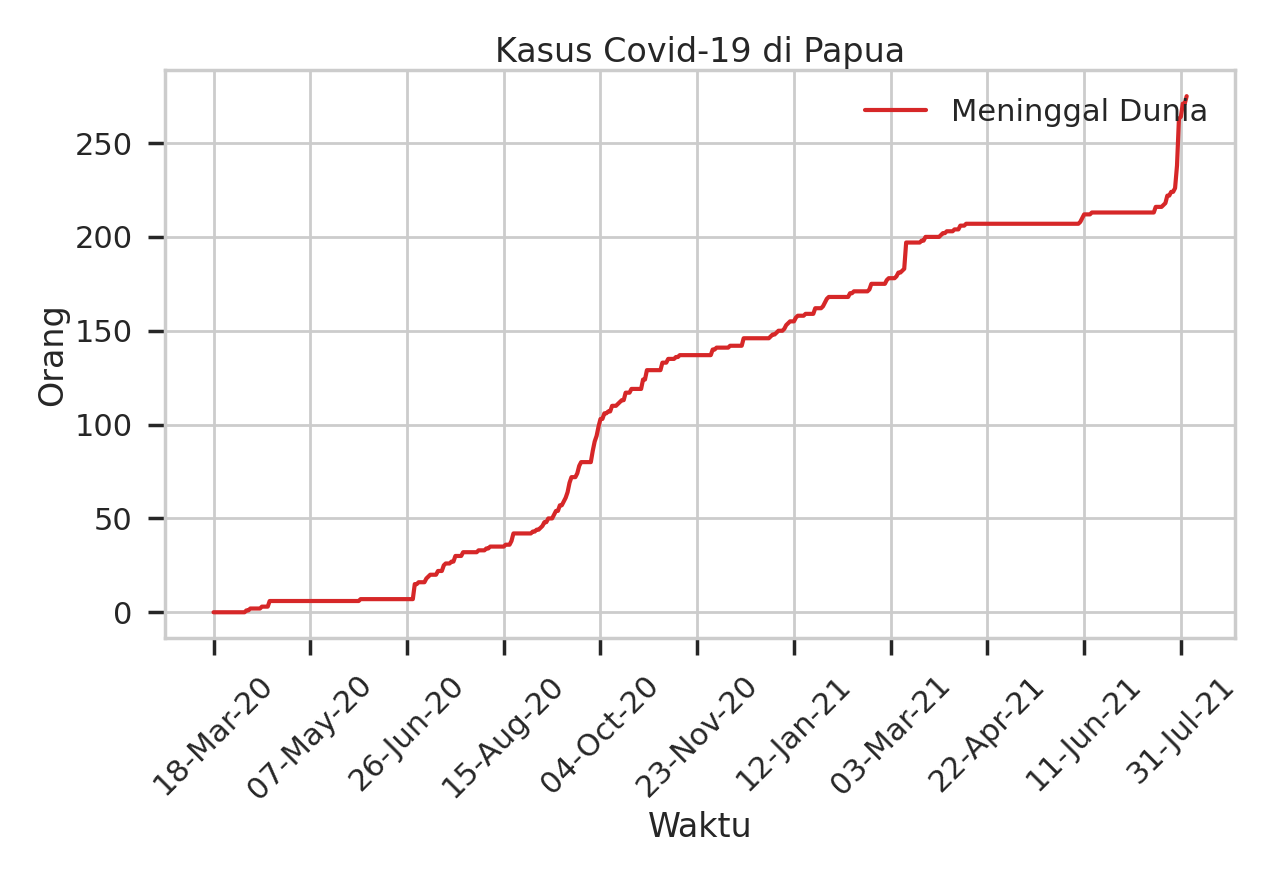 Kasus Covid-19 di Papua
Meninggal Dunia
Orang
250
200
150
100
50
0
18-Mar-20
07-May-20
26-Jun-20
15-Aug-20
04-Oct-20
23-Nov-20
12-Jan-21
03-Mar-21
22-Apr-21
11-Jun-21
31-Jul-21
Waktu